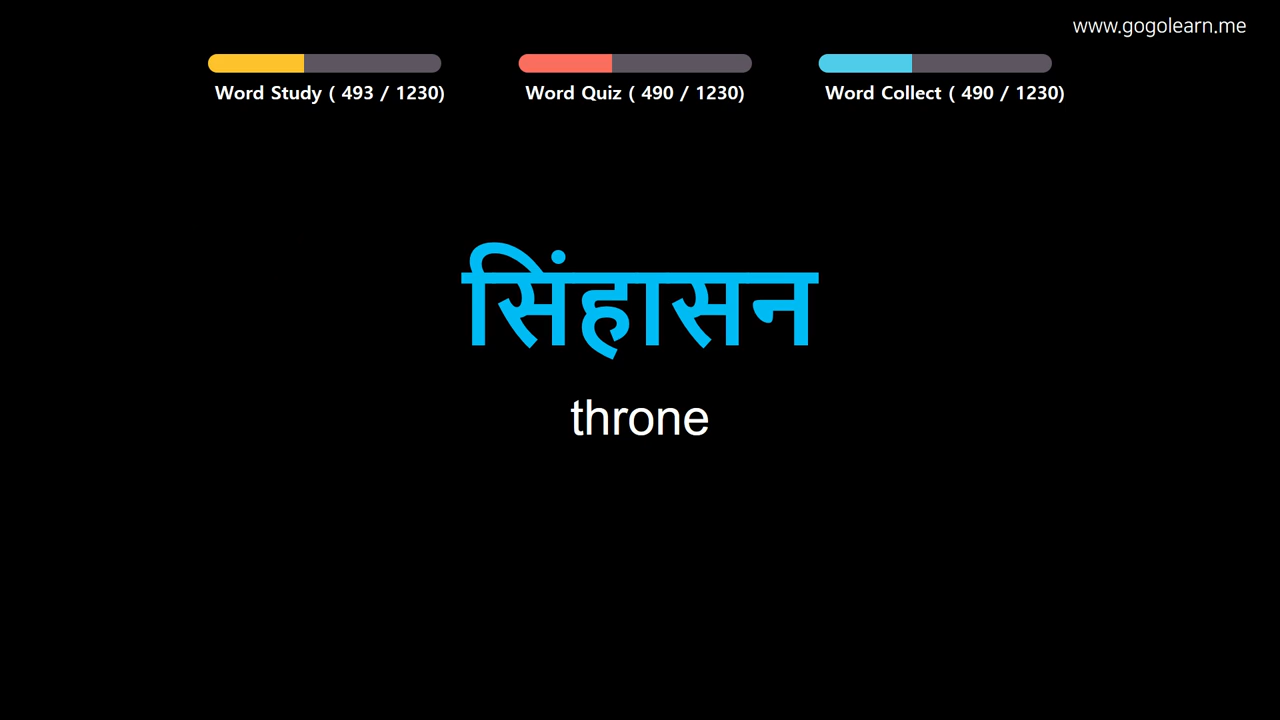 www.gogolearn.me
Word Study ( 493 / 1230)
Word Quiz ( 490 / 1230)
Word Collect ( 490 / 1230)
सिंहासन
throne